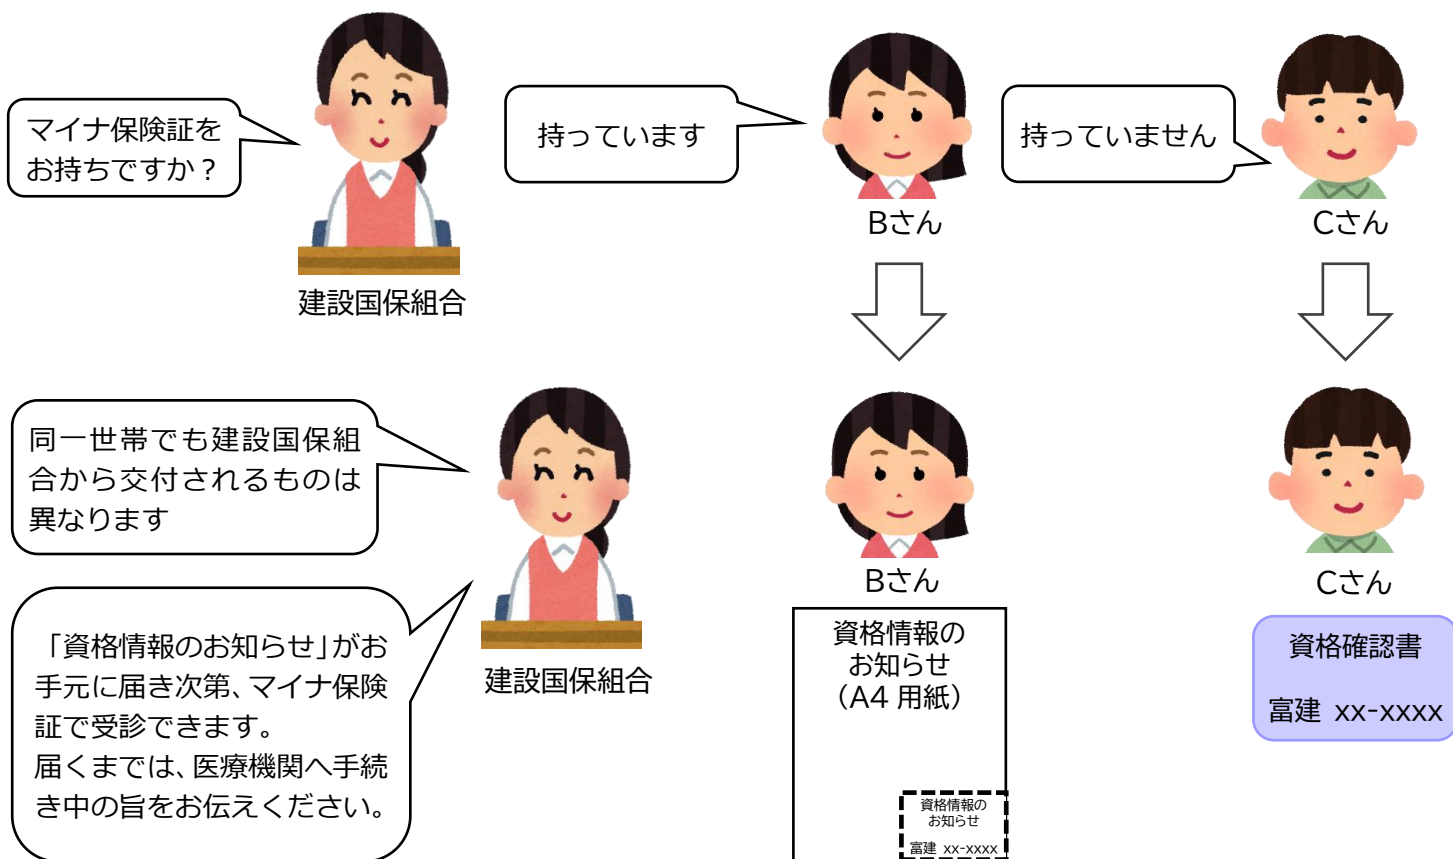 マイナ保険証を
お持ちですか？
持っています
持っていません
Bさん
Cさん
建設国保組合
同一世帯でも建設国保組
合から交付されるものは
異なります
「資格情報のお知らせ」がお
手元に届き次第、マイナ保険
証で受診できます。
届くまでは、医療機関へ手続
き中の旨をお伝えください。
建設国保組合
Bさん
資格情報の
お知らせ
（A4 用紙）
資格情報の
お知らせ
富建 xx-xxxx
Cさん
資格確認書
富建 xx-xxxx